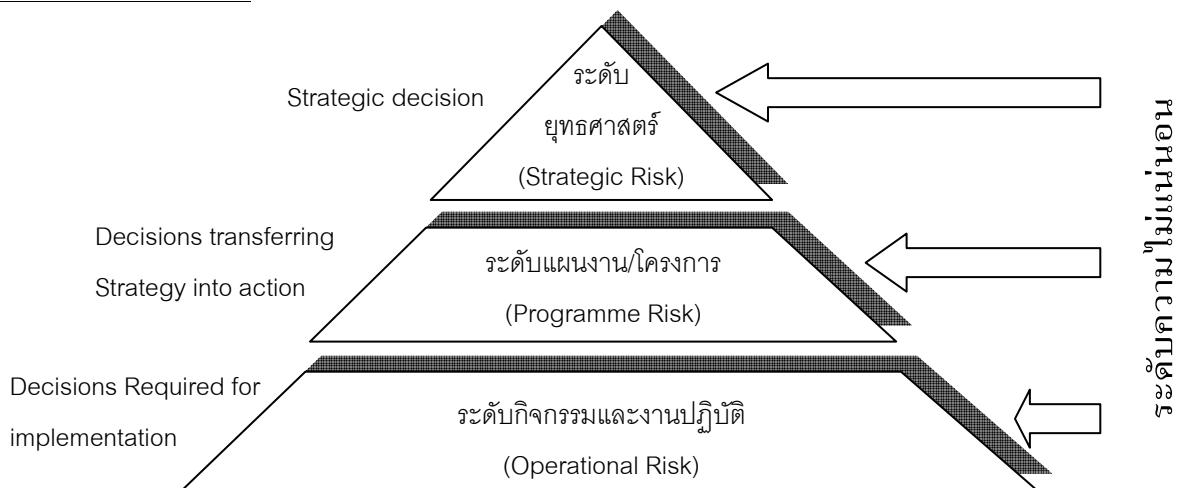 Strategic decision
ระดับ
ยุทธศาสตร์
(Strategic Risk)
Decisions transferring
Strategy into action
ระดับแผนงาน/โครงการ
(Programme Risk)
Decisions Required for
implementation
ระดับกิจกรรมและงานปฏิบัติ
(Operational Risk)
ระดับความไม่แน่นอน